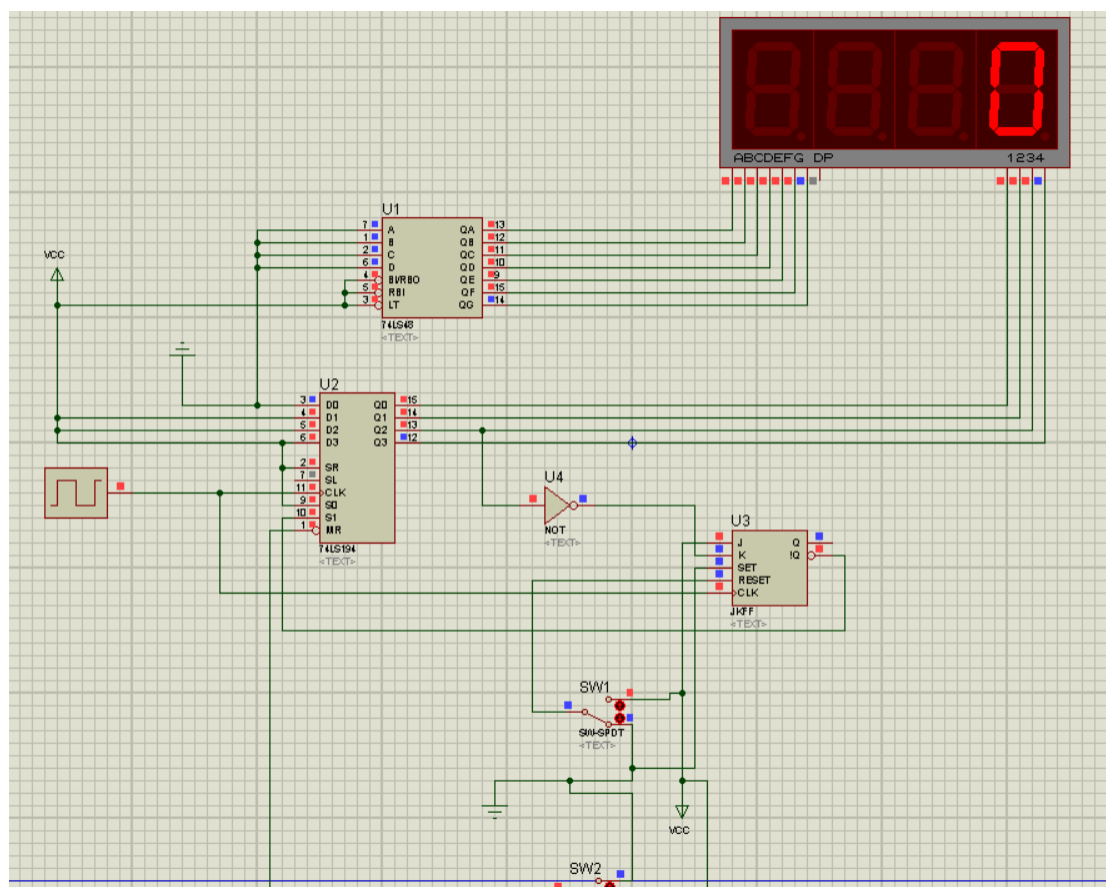 0
ABCDEFG DP 1234
U1
7 A QA 13
1 B QB 12
2 C QC 11
6 D QD 10
4 BI/RBO QE 9
5 RBI QF 15
3 LT QG 14
74LS48
<TEXT>
VCC
U2
3 D0 Q0 15
4 D1 Q1 14
5 D2 Q2 13
6 D3 Q3 12
2 SR
7 SL
11 CLK
9 S0
10 S1
1 MR
74LS194
<TEXT>
U4
NOT
<TEXT>
U3
J Q
K !Q
SET
RESET
CLK
JKFF
<TEXT>
SW1
SW-SPDT
<TEXT>
VCC
SW2